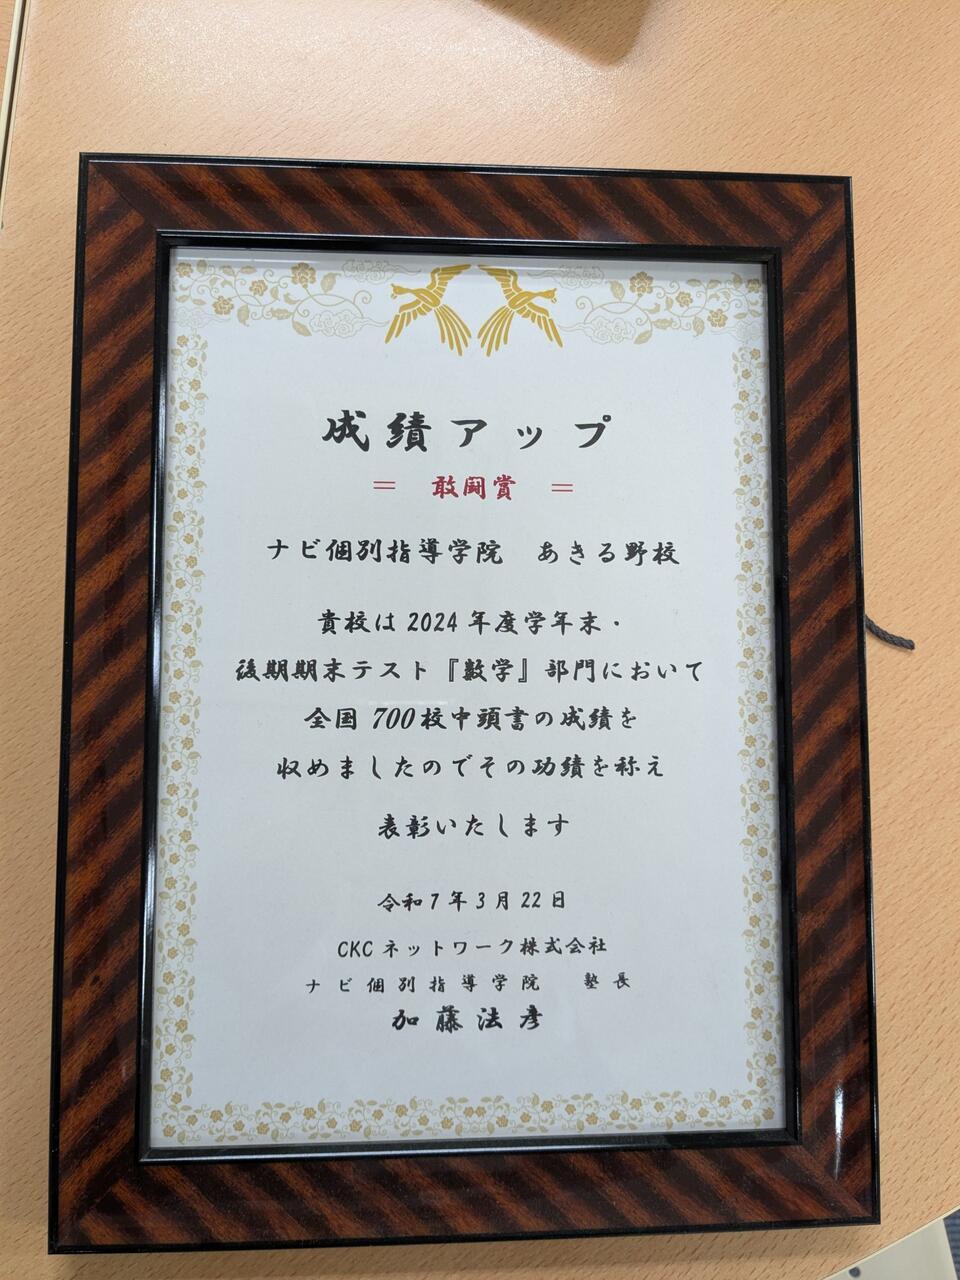 成績アップ
＝ 敢闘賞 ＝
ナビ個別指導学院 あきる野校
貴校は2024年度学年末・
後期期末テスト『数学』部門において
全国700校中頭書の成績を
収めましたのでその功績を称え
表彰いたします
令和7年3月22日
CKCネットワーク株式会社
ナビ個別指導学院 塾長
加藤法彦